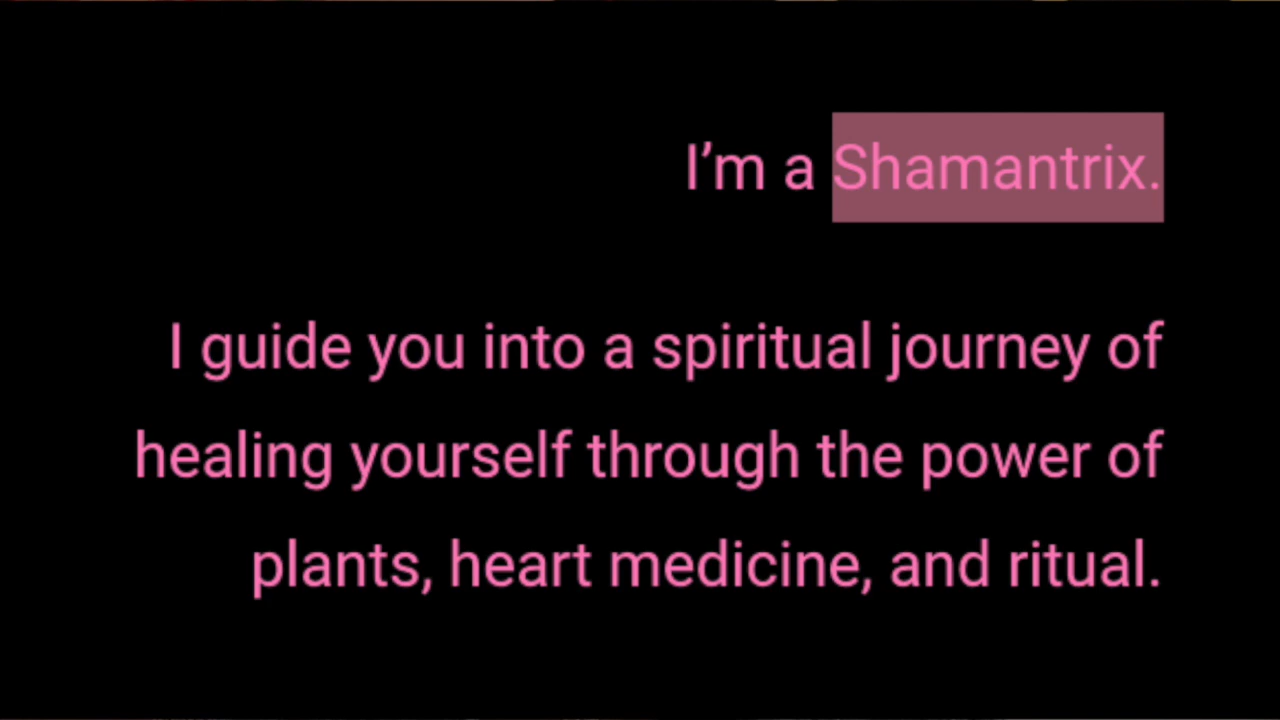 I’m a Shamantrix.
I guide you into a spiritual journey of
healing yourself through the power of
plants, heart medicine, and ritual.